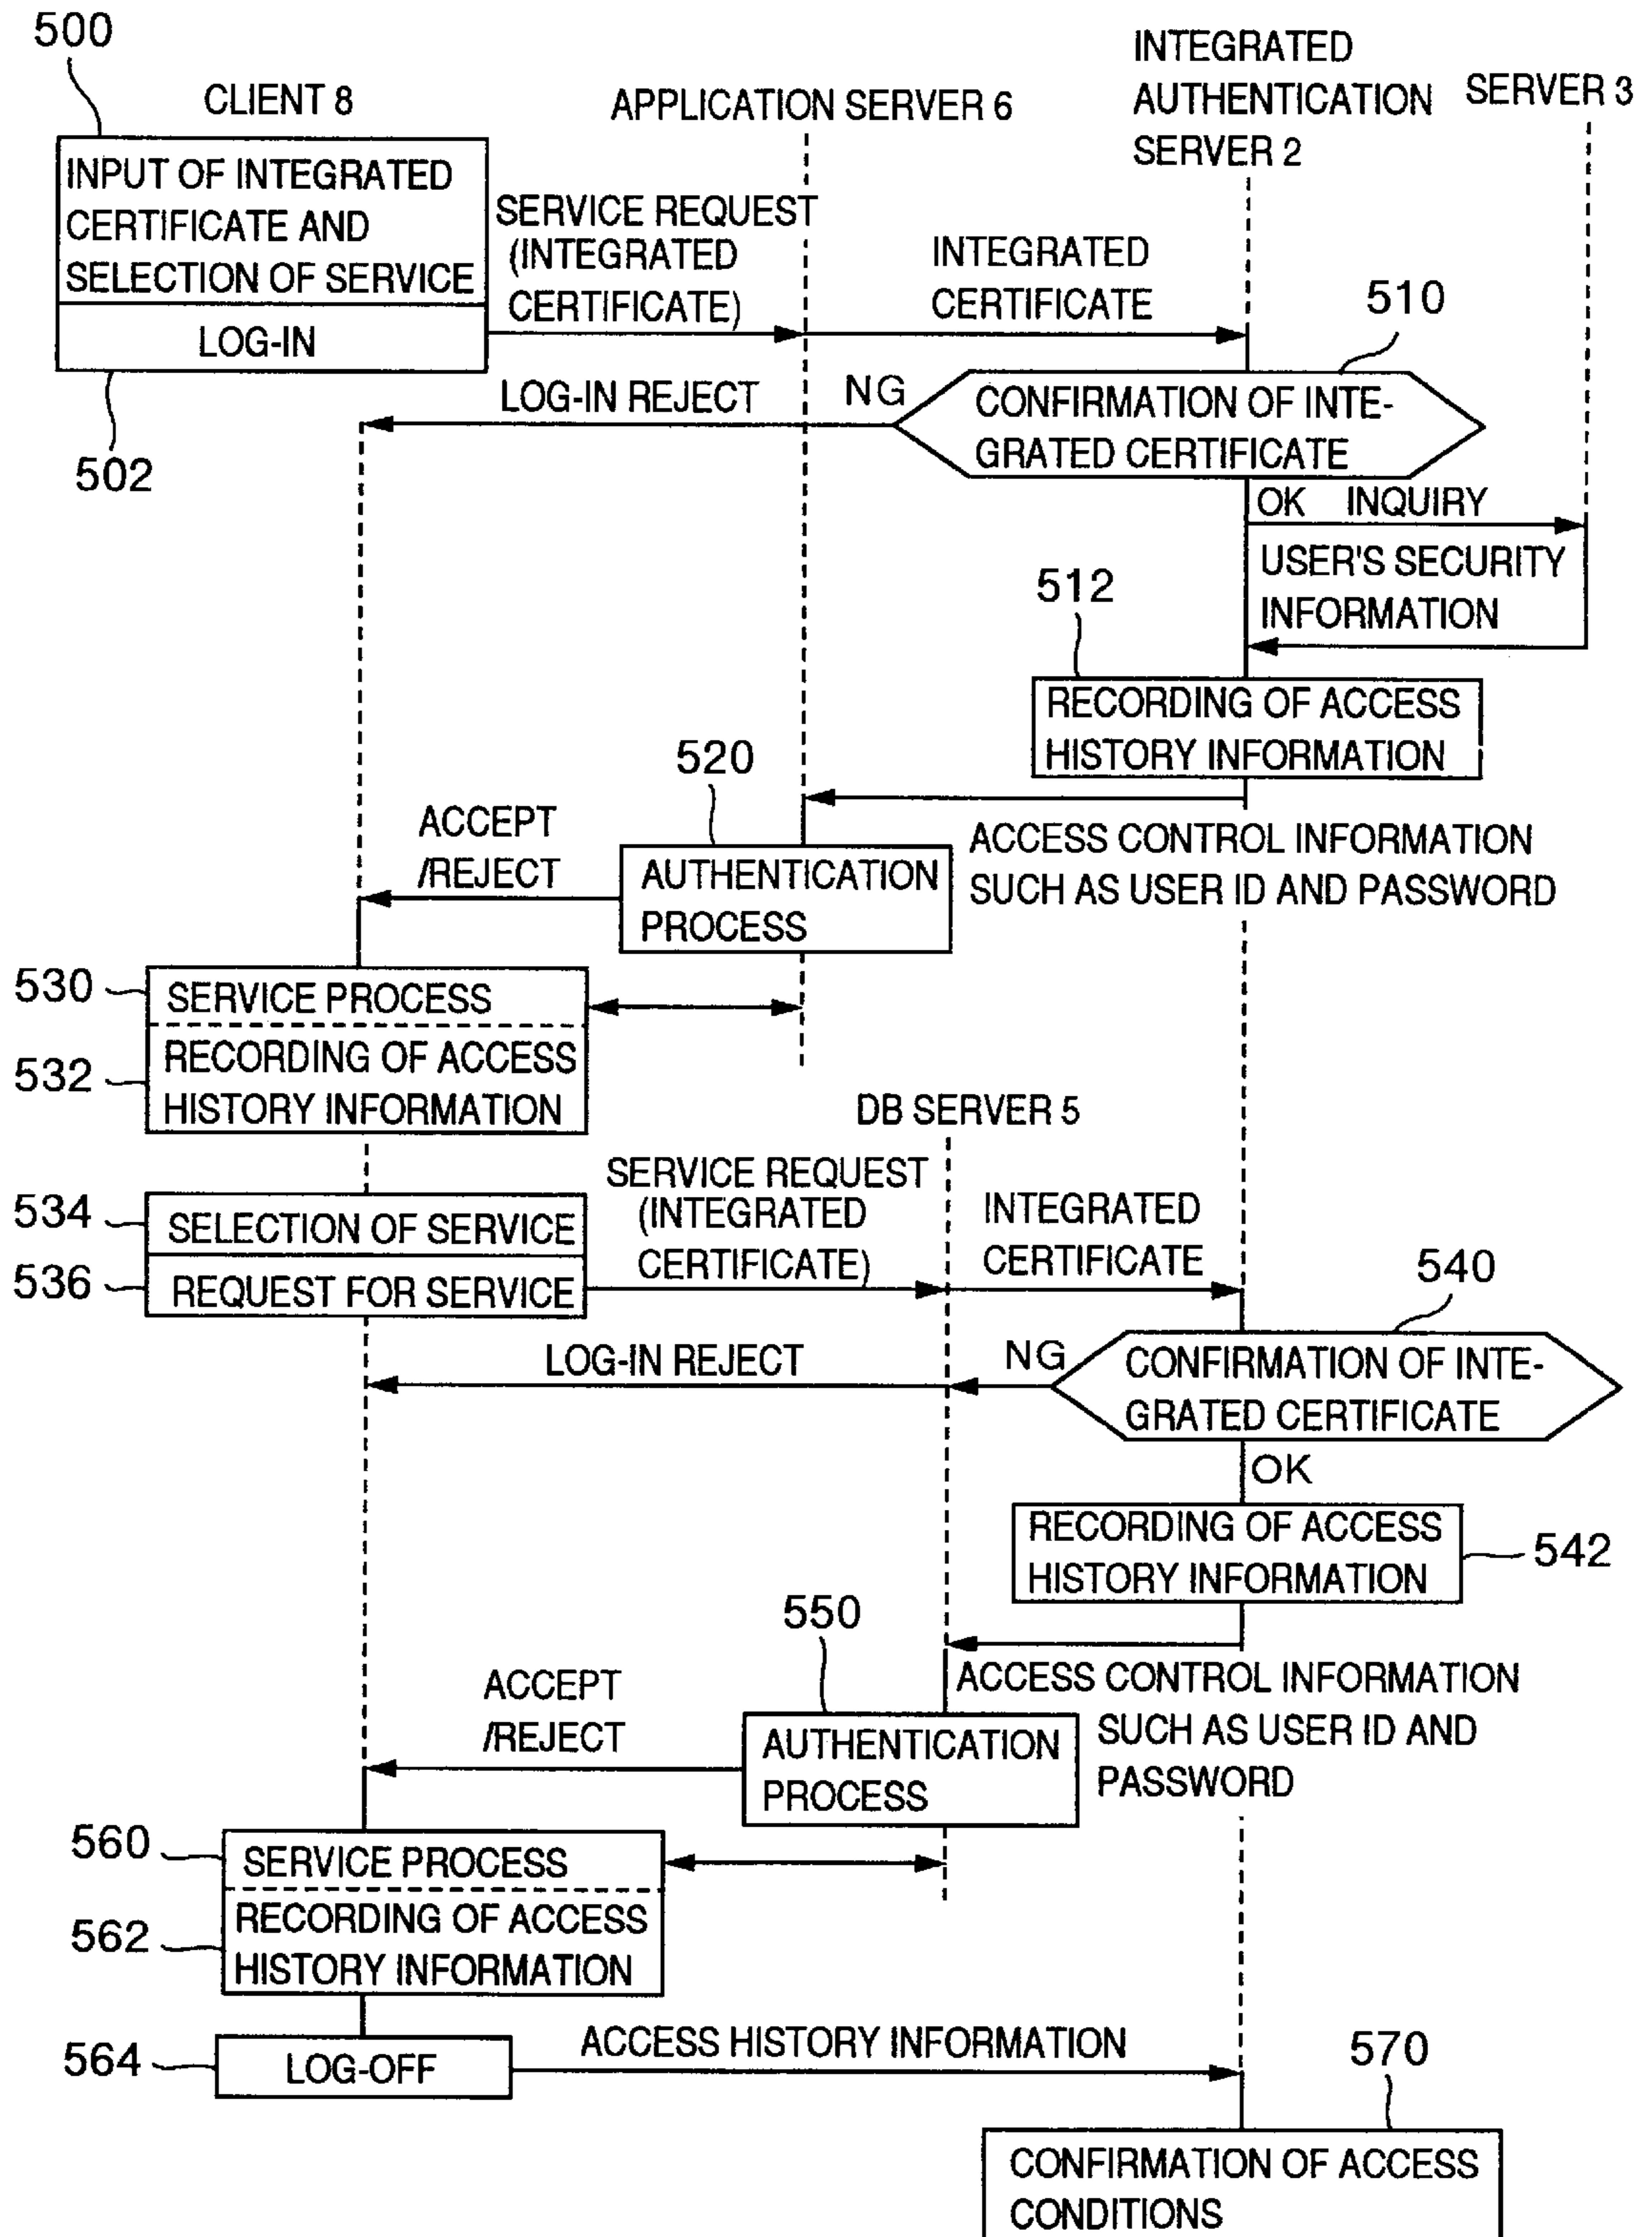 500
CLIENT 8
APPLICATION SERVER 6
INTEGRATED
AUTHENTICATION
SERVER 2
SERVER 3
INPUT OF INTEGRATED
CERTIFICATE AND
SELECTION OF SERVICE
LOG-IN
502
SERVICE REQUEST
(INTEGRATED
CERTIFICATE)
INTEGRATED
CERTIFICATE
510
LOG-IN REJECT
NG
CONFIRMATION OF INTE-
GRATED CERTIFICATE
OK INQUIRY
USER'S SECURITY
INFORMATION
512
RECORDING OF ACCESS
HISTORY INFORMATION
520
ACCEPT
/REJECT
AUTHENTICATION
PROCESS
ACCESS CONTROL INFORMATION
SUCH AS USER ID AND PASSWORD
530
SERVICE PROCESS
532
RECORDING OF ACCESS
HISTORY INFORMATION
DB SERVER 5
534
SELECTION OF SERVICE
536
REQUEST FOR SERVICE
SERVICE REQUEST
(INTEGRATED
CERTIFICATE)
INTEGRATED
CERTIFICATE
540
LOG-IN REJECT
NG
CONFIRMATION OF INTE-
GRATED CERTIFICATE
OK
RECORDING OF ACCESS
HISTORY INFORMATION
542
550
ACCEPT
/REJECT
AUTHENTICATION
PROCESS
ACCESS CONTROL INFORMATION
SUCH AS USER ID AND
PASSWORD
560
SERVICE PROCESS
562
RECORDING OF ACCESS
HISTORY INFORMATION
564
LOG-OFF
ACCESS HISTORY INFORMATION
570
CONFIRMATION OF ACCESS
CONDITIONS